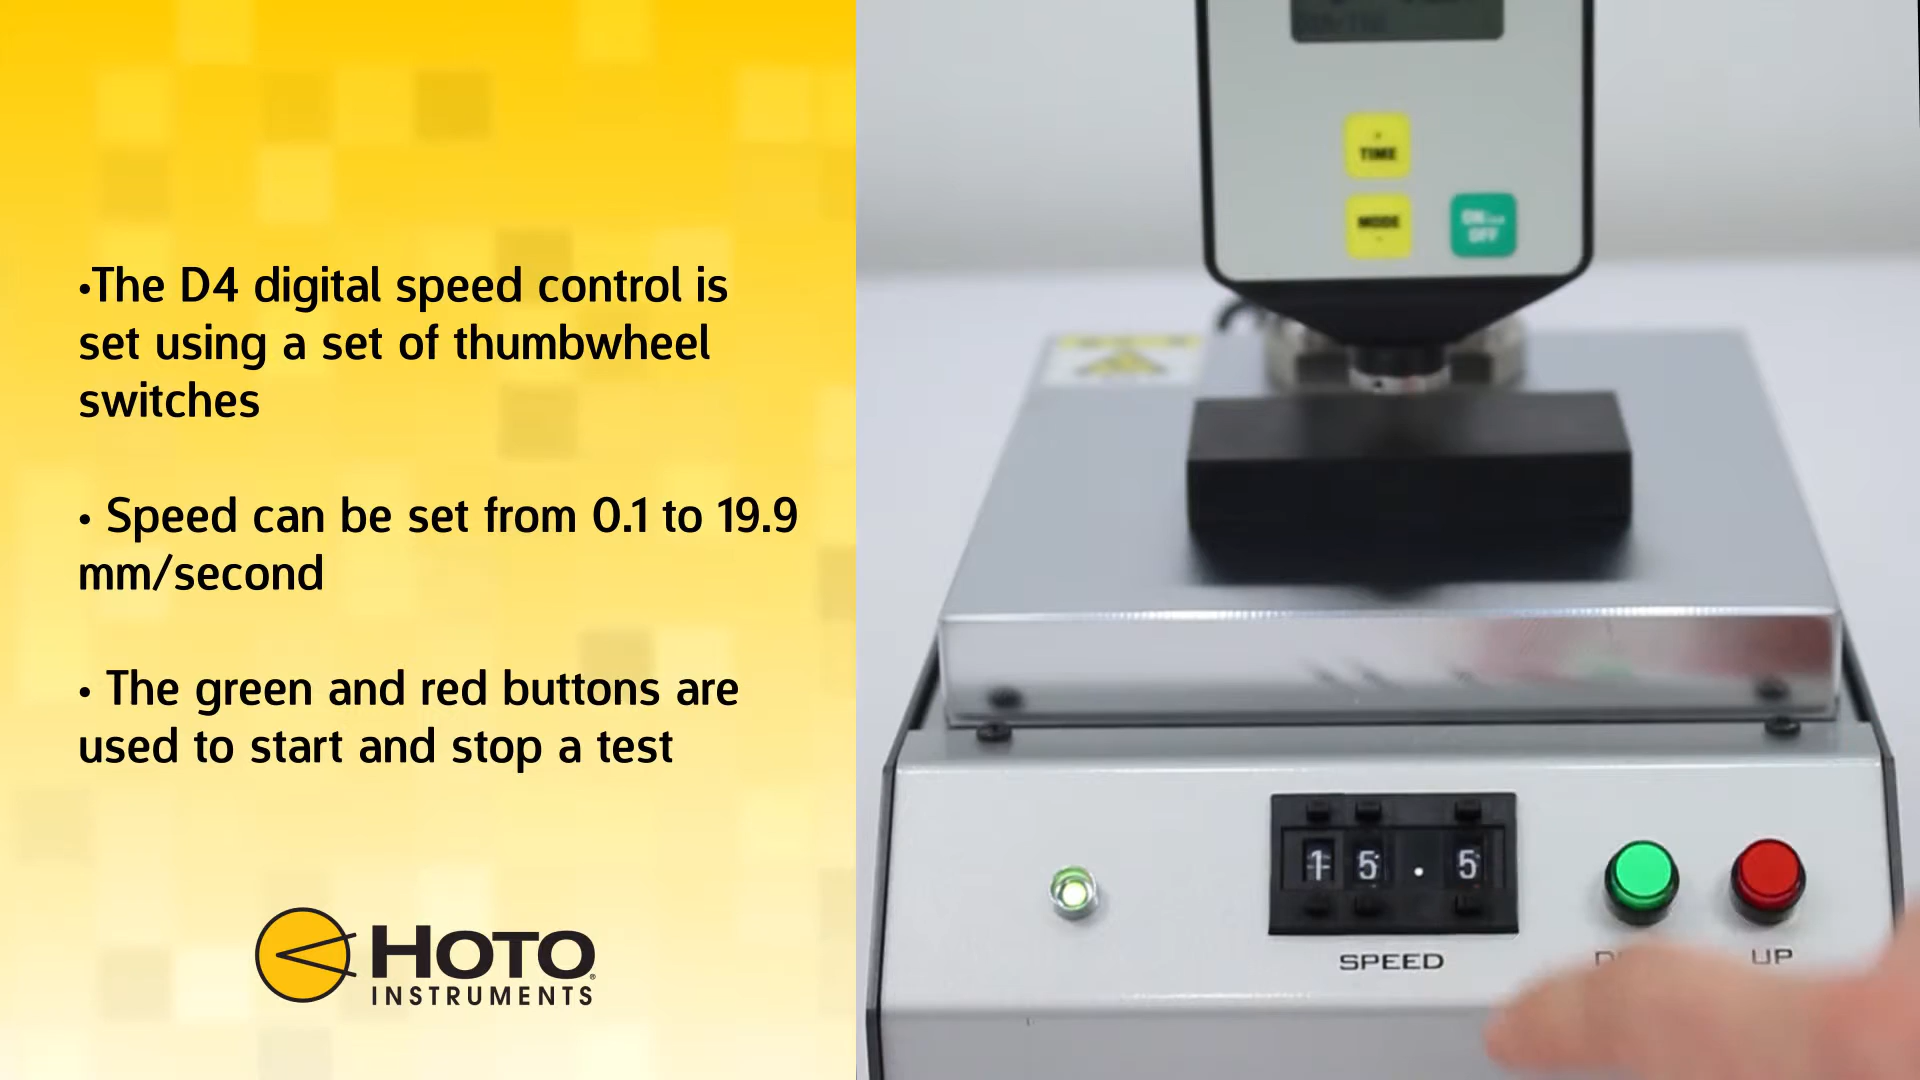 •The D4 digital speed control is
set using a set of thumbwheel
switches
• Speed can be set from 0.1 to 19.9
mm/second
• The green and red buttons are
used to start and stop a test
HOTO
INSTRUMENTS
TIME
MODE
OFF
15.5
SPEED
UP